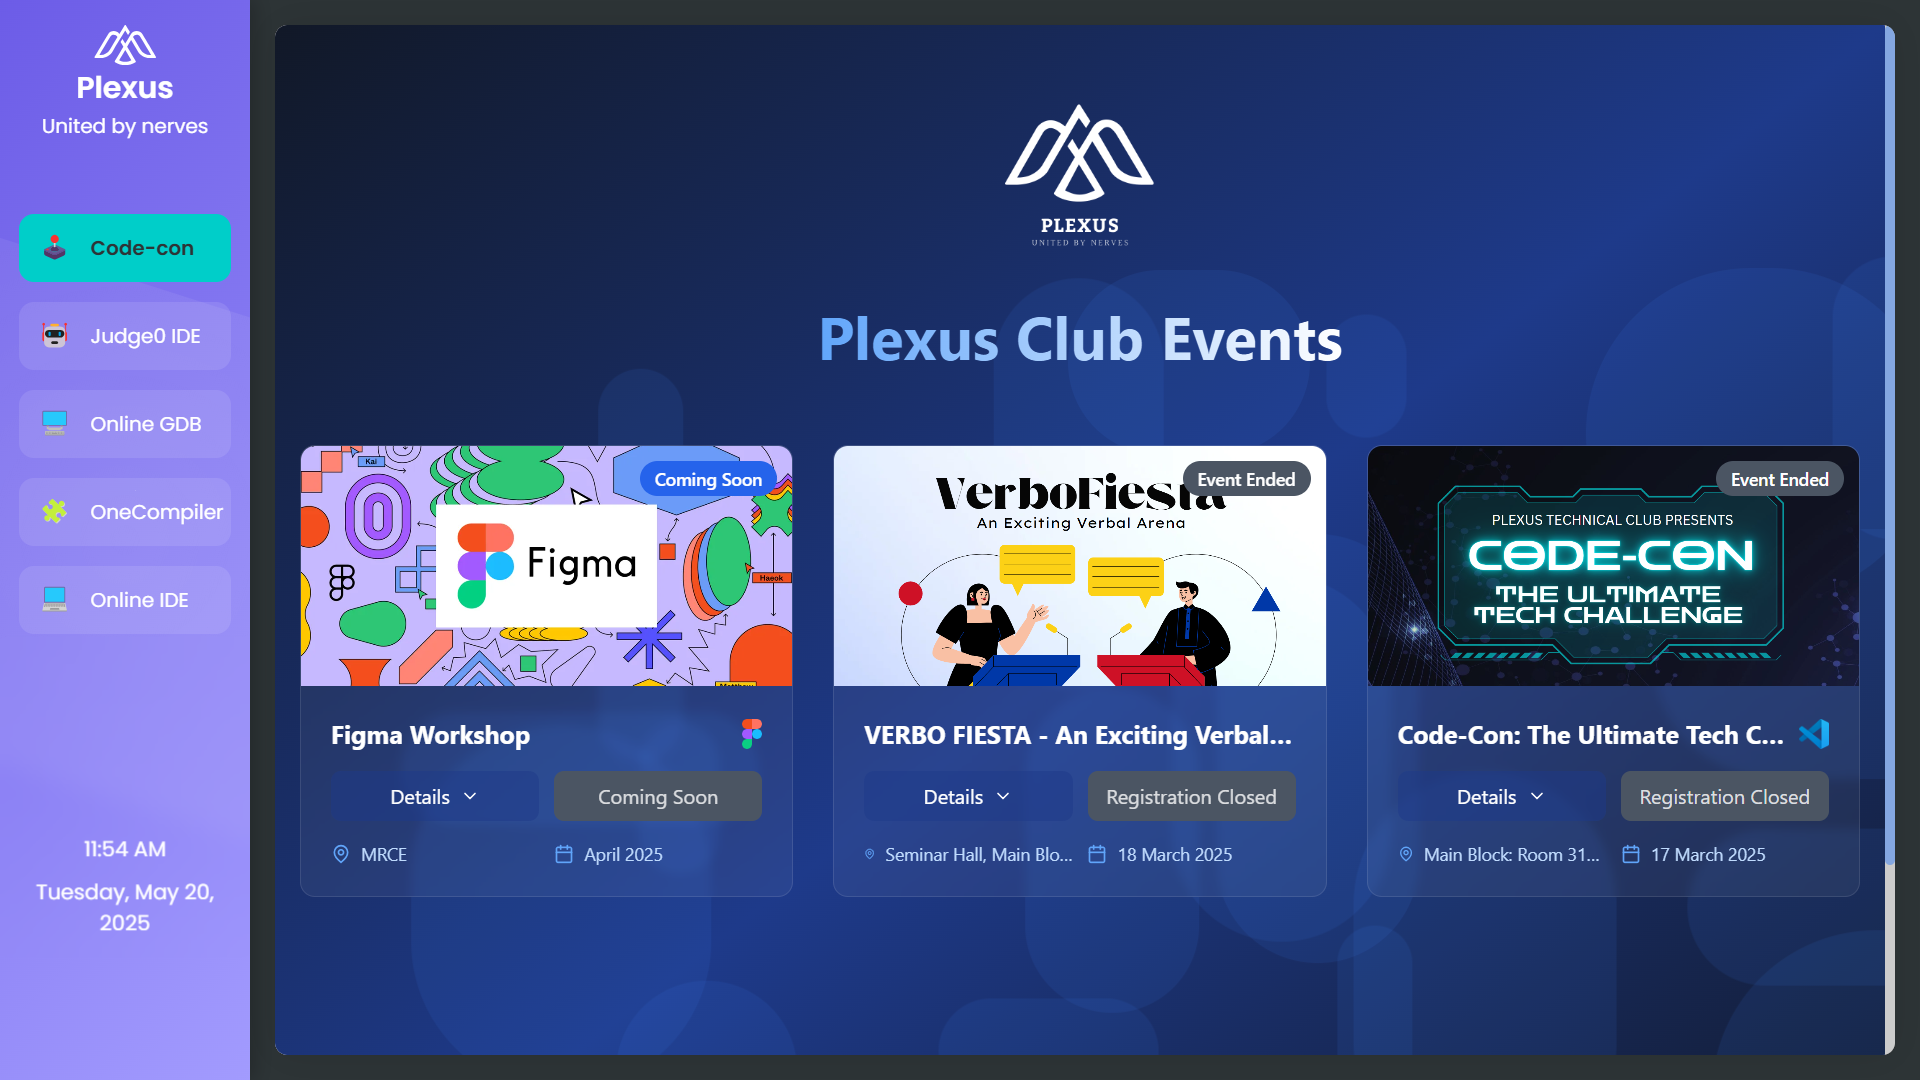 Plexus
United by nerves
Code-con
Judge0 IDE
Online GDB
OneCompiler
Online IDE
11:54 AM
Tuesday, May 20,
2025
PLEXUS
UNITED BY NERVES
Plexus Club Events
Kai
Coming Soon
Figma
Haeok
Figma Workshop
Details
Coming Soon
MRCE
April 2025
Event Ended
VerboFiesta
An Exciting Verbal Arena
VERBO FIESTA - An Exciting Verbal...
Details
Registration Closed
Seminar Hall, Main Blo...
18 March 2025
Event Ended
PLEXUS TECHNICAL CLUB PRESENTS
CODE-CON
THE ULTIMATE
TECH CHALLENGE
Code-Con: The Ultimate Tech C...
Details
Registration Closed
Main Block: Room 31...
17 March 2025